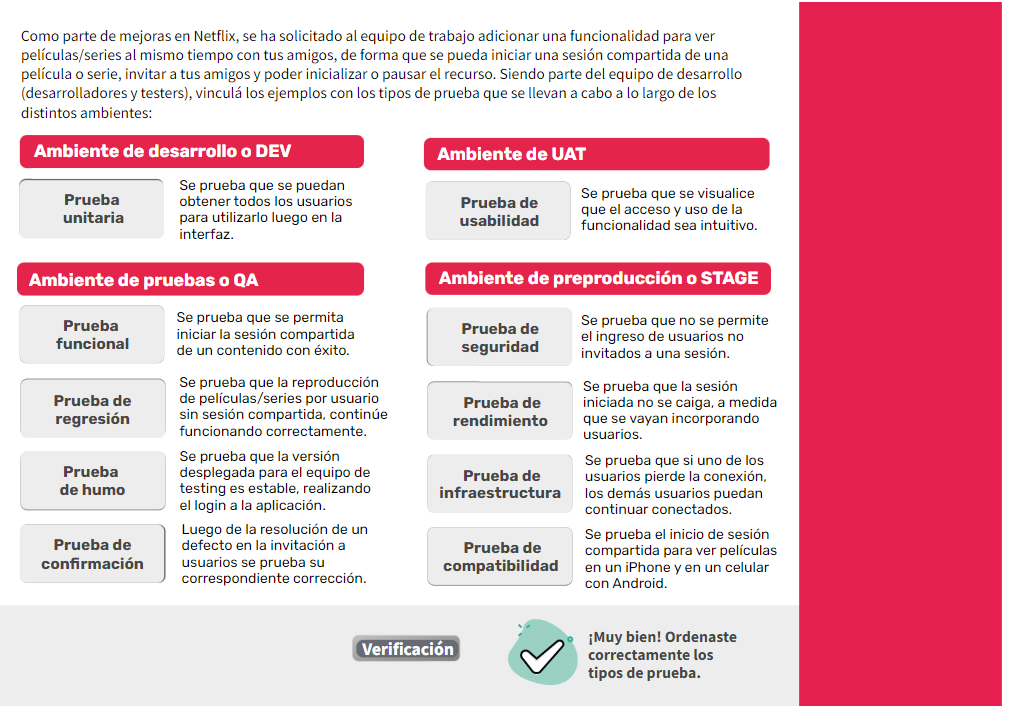 Como parte de mejoras en Netflix, se ha solicitado al equipo de trabajo adicionar una funcionalidad para ver
películas/series al mismo tiempo con tus amigos, de forma que se pueda iniciar una sesión compartida de una
película o serie, invitar a tus amigos y poder inicializar o pausar el recurso. Siendo parte del equipo de desarrollo
(desarrolladores y testers), vinculá los ejemplos con los tipos de prueba que se llevan a cabo a lo largo de los
distintos ambientes:
Ambiente de desarrollo o DEV
Prueba
unitaria
Se prueba que se puedan
obtener todos los usuarios
para utilizarlo luego en la
interfaz.
Ambiente de pruebas o QA
Prueba
funcional
Se prueba que se permita
iniciar la sesión compartida
de un contenido con éxito.
Prueba de
regresión
Se prueba que la reproducción
de películas/series por usuario
sin sesión compartida, continúe
funcionando correctamente.
Prueba
de humo
Se prueba que la versión
desplegada para el equipo de
testing es estable, realizando
el login a la aplicación.
Prueba de
confirmación
Luego de la resolución de un
defecto en la invitación a
usuarios se prueba su
correspondiente corrección.
Ambiente de UAT
Prueba de
usabilidad
Se prueba que se visualice
que el acceso y uso de la
funcionalidad sea intuitivo.
Ambiente de preproducción o STAGE
Prueba de
seguridad
Se prueba que no se permite
el ingreso de usuarios no
invitados a una sesión.
Prueba de
rendimiento
Se prueba que la sesión
iniciada no se caiga, a medida
que se vayan incorporando
usuarios.
Prueba de
infraestructura
Se prueba que si uno de los
usuarios pierde la conexión,
los demás usuarios puedan
continuar conectados.
Prueba de
compatibilidad
Se prueba el inicio de sesión
compartida para ver películas
en un iPhone y en un celular
con Android.
Verificación
¡Muy bien! Ordenaste
correctamente los
tipos de prueba.